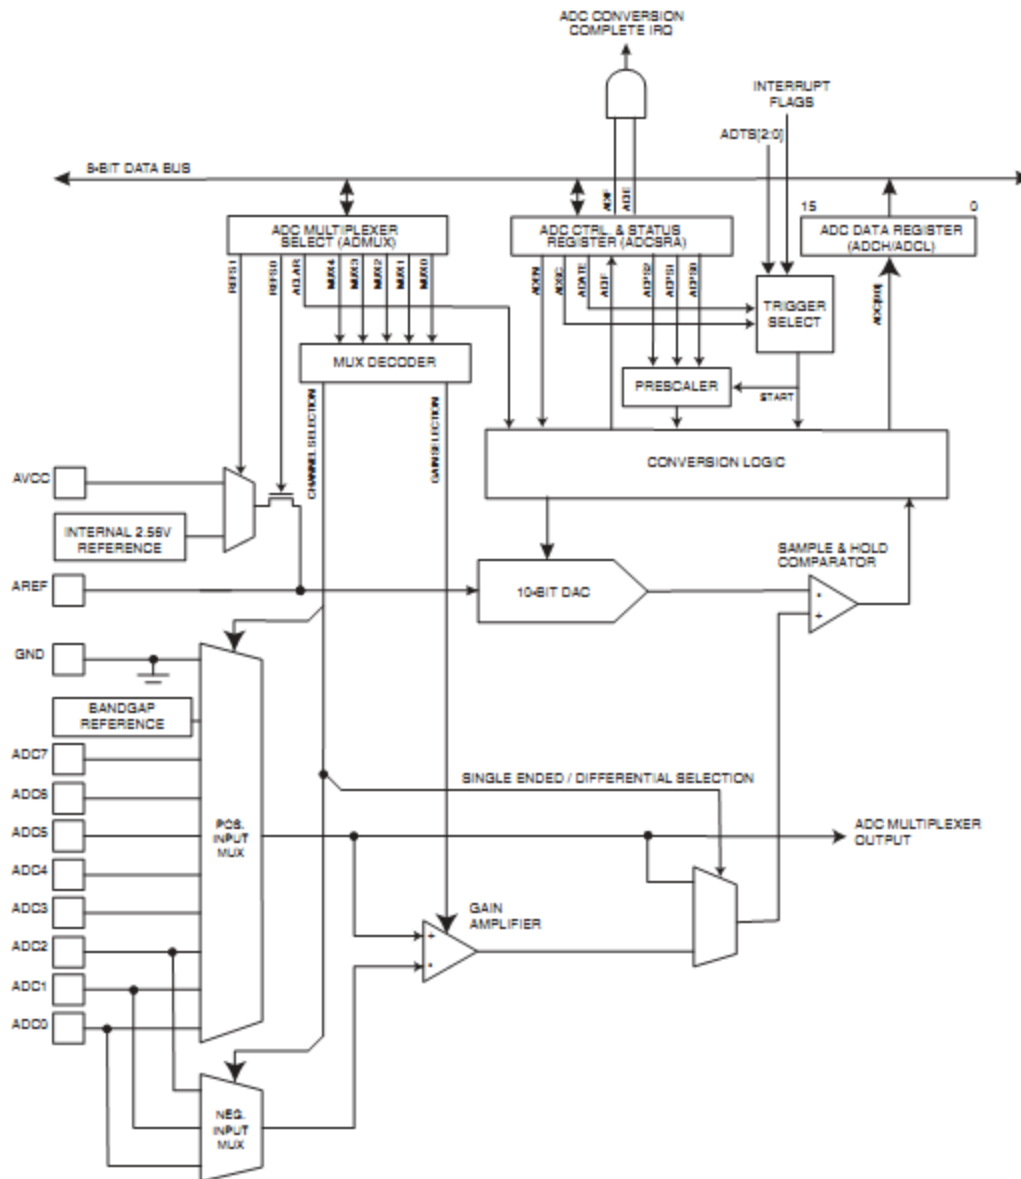 ADC CONVERSION
COMPLETE IRQ
INTERRUPT
FLAGS
ADTS[2:0]
8-BIT DATA BUS
15
0
ADC MULTIPLEXER
SELECT (ADMUX)
ADC CTRL. & STATUS
REGISTER (ADCSRA)
ADC DATA REGISTER
(ADCH/ADCL)
ADIF
ADIE
REFS1
REFS0
ADLAR
MUX4
MUX3
MUX2
MUX1
MUX0
ADEN
ADSC
ADATE
ADIF
ADPS2
ADPS1
ADPS0
ADC[9:0]
TRIGGER
SELECT
MUX DECODER
PRESCALER
START
CHANNEL SELECTION
GAIN SELECTION
CONVERSION LOGIC
AVCC
INTERNAL 2.56V
REFERENCE
AREF
SAMPLE & HOLD
COMPARATOR
10-BIT DAC
-
+
GND
BANDGAP
REFERENCE
ADC7
ADC6
ADC5
ADC4
ADC3
ADC2
ADC1
ADC0
POS.
INPUT
MUX
SINGLE ENDED / DIFFERENTIAL SELECTION
ADC MULTIPLEXER
OUTPUT
GAIN
AMPLIFIER
+
-
NEG.
INPUT
MUX